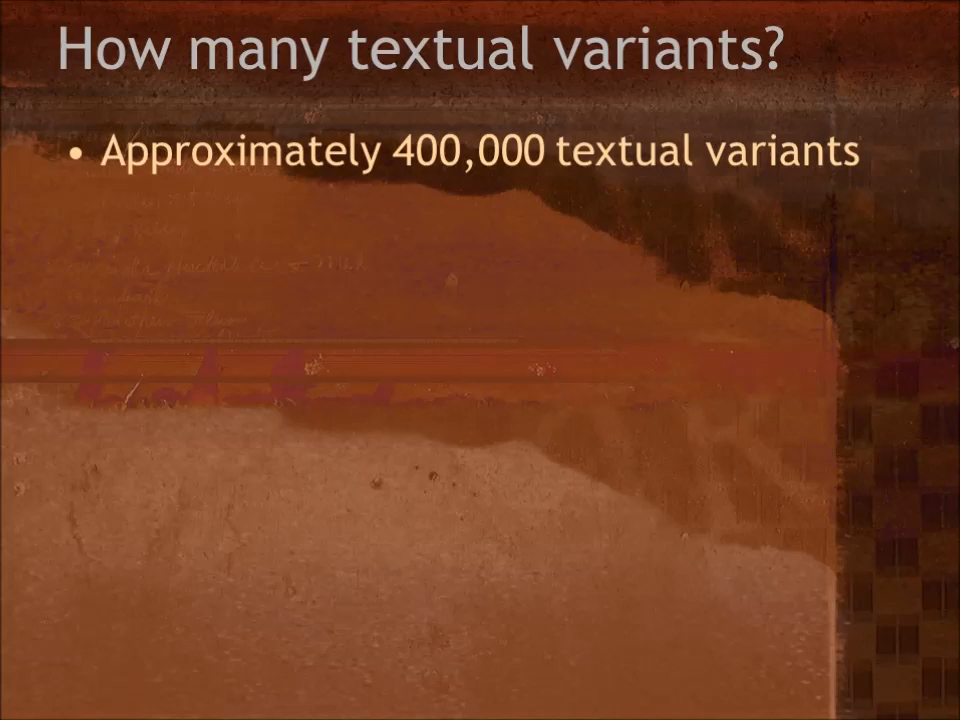 How many textual variants?
• Approximately 400,000 textual variants